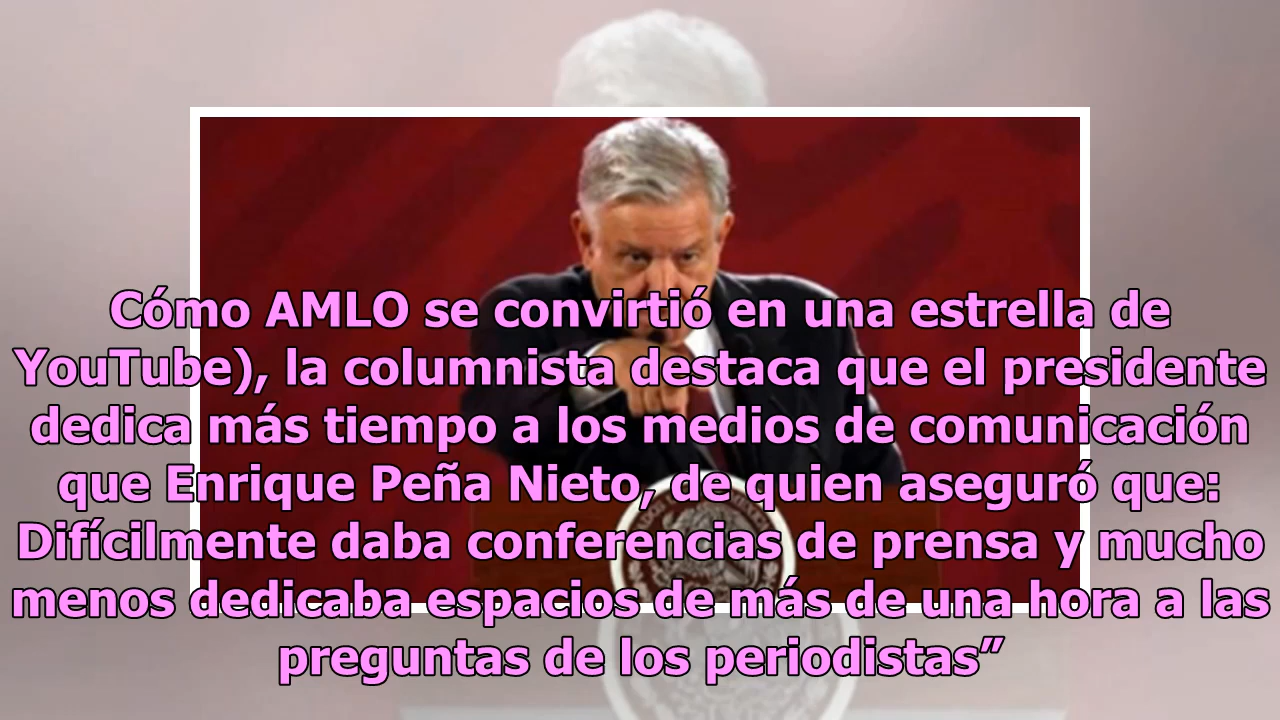 Cómo AMLO se convirtió en una estrella de
YouTube), la columnista destaca que el presidente
dedica más tiempo a los medios de comunicación
que Enrique Peña Nieto, de quien aseguró que:
Difícilmente daba conferencias de prensa y mucho
menos dedicaba espacios de más de una hora a las
preguntas de los periodistas”